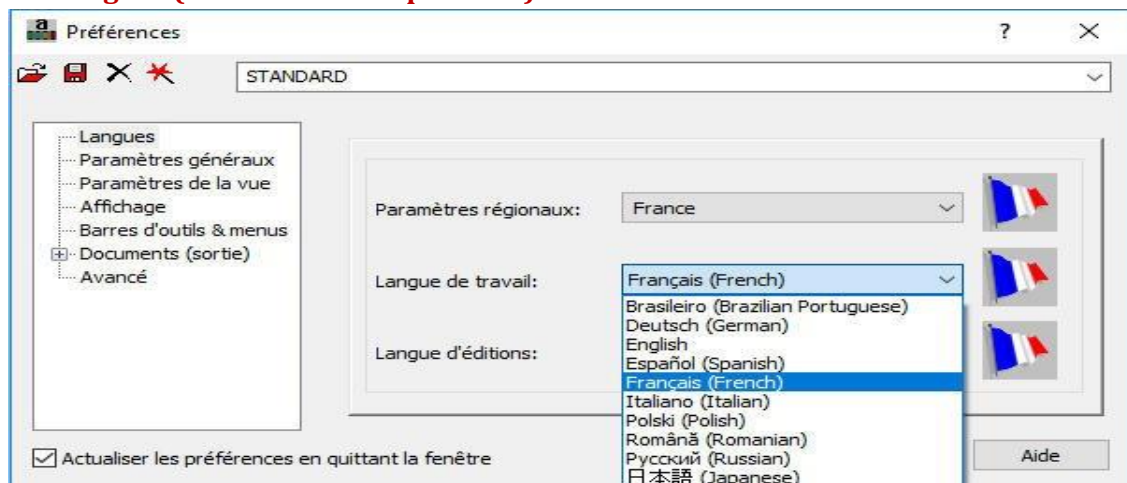 Préférences
?
STANDARD
Langues
Paramètres généraux
Paramètres de la vue
Affichage
Barres d'outils & menus
Documents (sortie)
Avancé
Paramètres régionaux: France
Langue de travail: Français (French)
Brasileiro (Brazilian Portuguese)
Deutsch (German)
English
Langue d'éditions:
Español (Spanish)
Français (French)
Italiano (Italian)
Polski (Polish)
Română (Romanian)
Русский (Russian)
日本語 (Japanese)
Actualiser les préférences en quittant la fenêtre
Aide